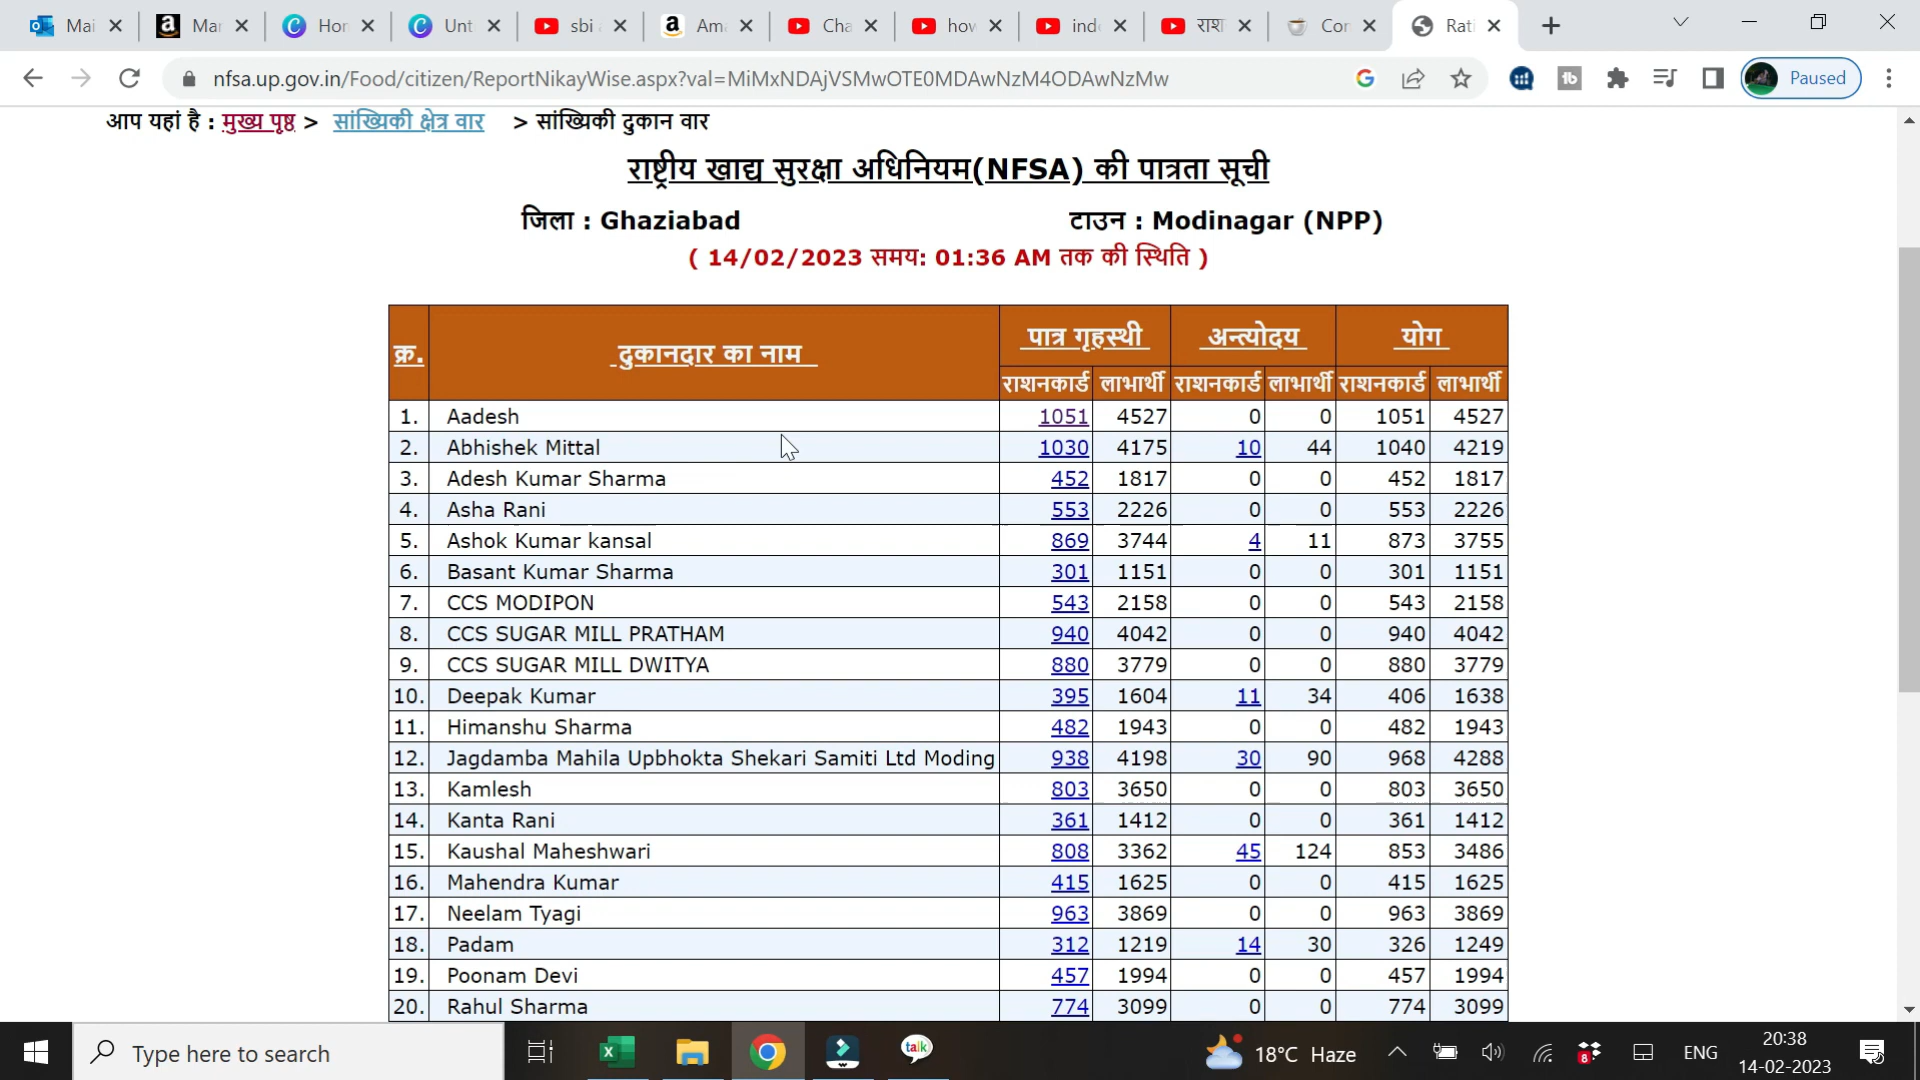 Mai
Mar
Hor
Unt
sbi
Ama
Cha
how
ind
राश
Cor
Rati
nfsa.up.gov.in/Food/citizen/ReportNikayWise.aspx?val=MiMxNDAjVSMwOTE0MDAwNzM4ODAwNzMw
Paused
आप यहां है : मुख्य पृष्ठ > सांख्यिकी क्षेत्र वार > सांख्यिकी दुकान वार
राष्ट्रीय खाद्य सुरक्षा अधिनियम(NFSA) की पात्रता सूची
जिला : Ghaziabad टाउन : Modinagar (NPP)
( 14/02/2023 समय: 01:36 AM तक की स्थिति )
क्र. दुकानदार का नाम पात्र गृहस्थी अन्त्योदय योग
राशनकार्ड लाभार्थी राशनकार्ड लाभार्थी राशनकार्ड लाभार्थी
1. Aadesh 1051 4527 0 0 1051 4527
2. Abhishek Mittal 1030 4175 10 44 1040 4219
3. Adesh Kumar Sharma 452 1817 0 0 452 1817
4. Asha Rani 553 2226 0 0 553 2226
5. Ashok Kumar kansal 869 3744 4 11 873 3755
6. Basant Kumar Sharma 301 1151 0 0 301 1151
7. CCS MODIPON 543 2158 0 0 543 2158
8. CCS SUGAR MILL PRATHAM 940 4042 0 0 940 4042
9. CCS SUGAR MILL DWITYA 880 3779 0 0 880 3779
10. Deepak Kumar 395 1604 11 34 406 1638
11. Himanshu Sharma 482 1943 0 0 482 1943
12. Jagdamba Mahila Upbhokta Shekari Samiti Ltd Moding 938 4198 30 90 968 4288
13. Kamlesh 803 3650 0 0 803 3650
14. Kanta Rani 361 1412 0 0 361 1412
15. Kaushal Maheshwari 808 3362 45 124 853 3486
16. Mahendra Kumar 415 1625 0 0 415 1625
17. Neelam Tyagi 963 3869 0 0 963 3869
18. Padam 312 1219 14 30 326 1249
19. Poonam Devi 457 1994 0 0 457 1994
20. Rahul Sharma 774 3099 0 0 774 3099
Type here to search
talk
18°C Haze
8
ENG
20:38
14-02-2023